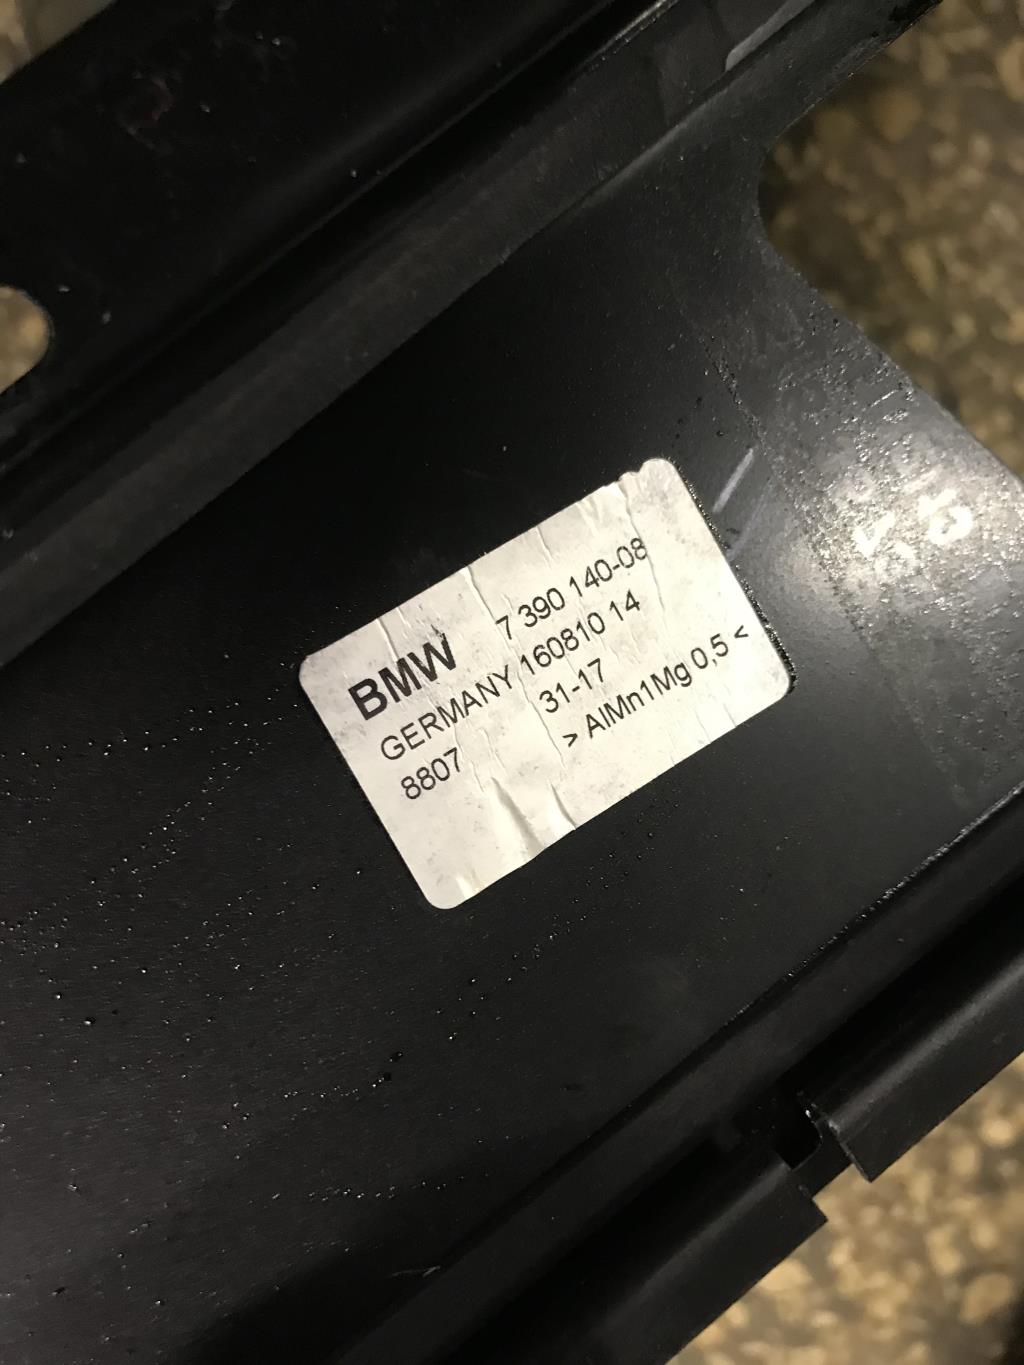 BMW 7 390 140-08
GERMANY 160810 14
8807 31-17
> AlMn1Mg 0,5 <